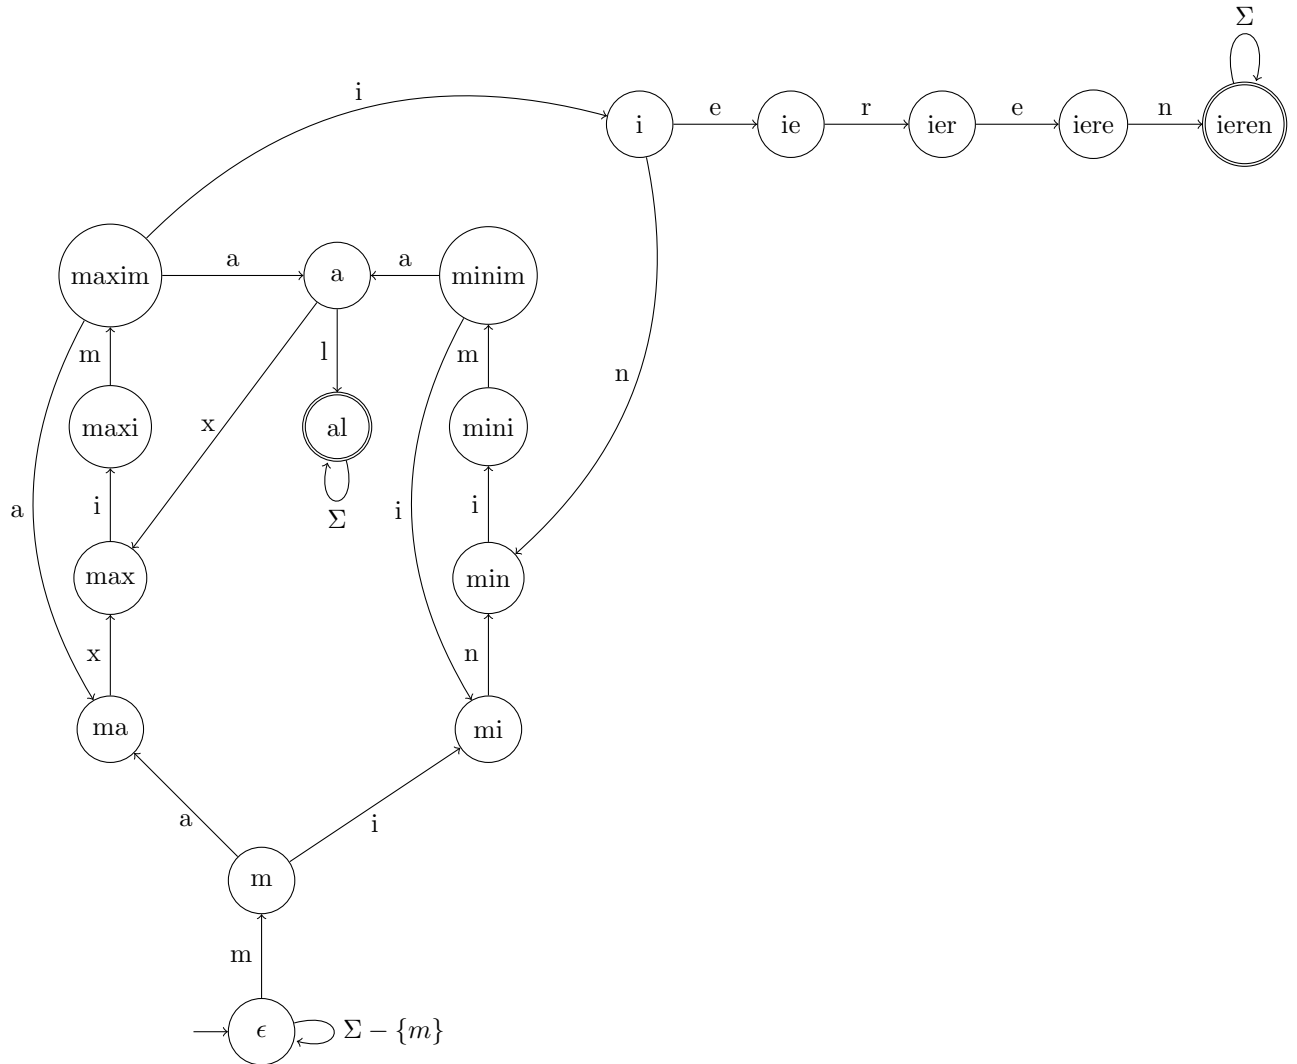 Σ
i
i e ie r ier e iere n ieren
maxim a a a minim
m l m
n
maxi x al mini
a i i i
Σ
max min
x n
ma mi
a i
m
m
ϵ Σ − {m}